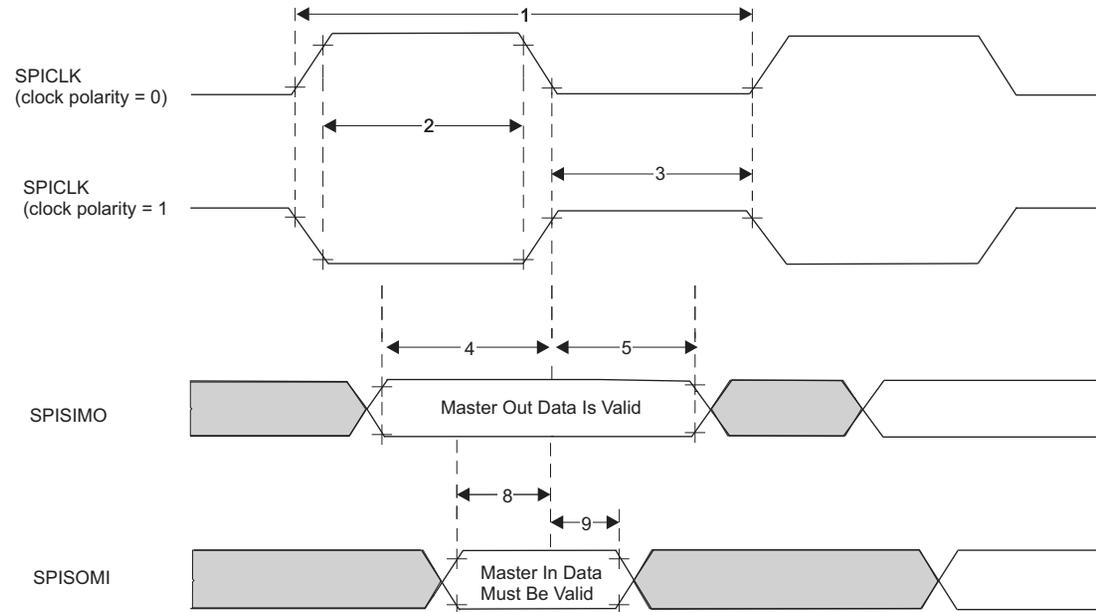 1
SPICLK
(clock polarity = 0)
2
3
SPICLK
(clock polarity = 1
4
5
Master Out Data Is Valid
SPISIMO
8
9
SPISOMI
Master In Data
Must Be Valid